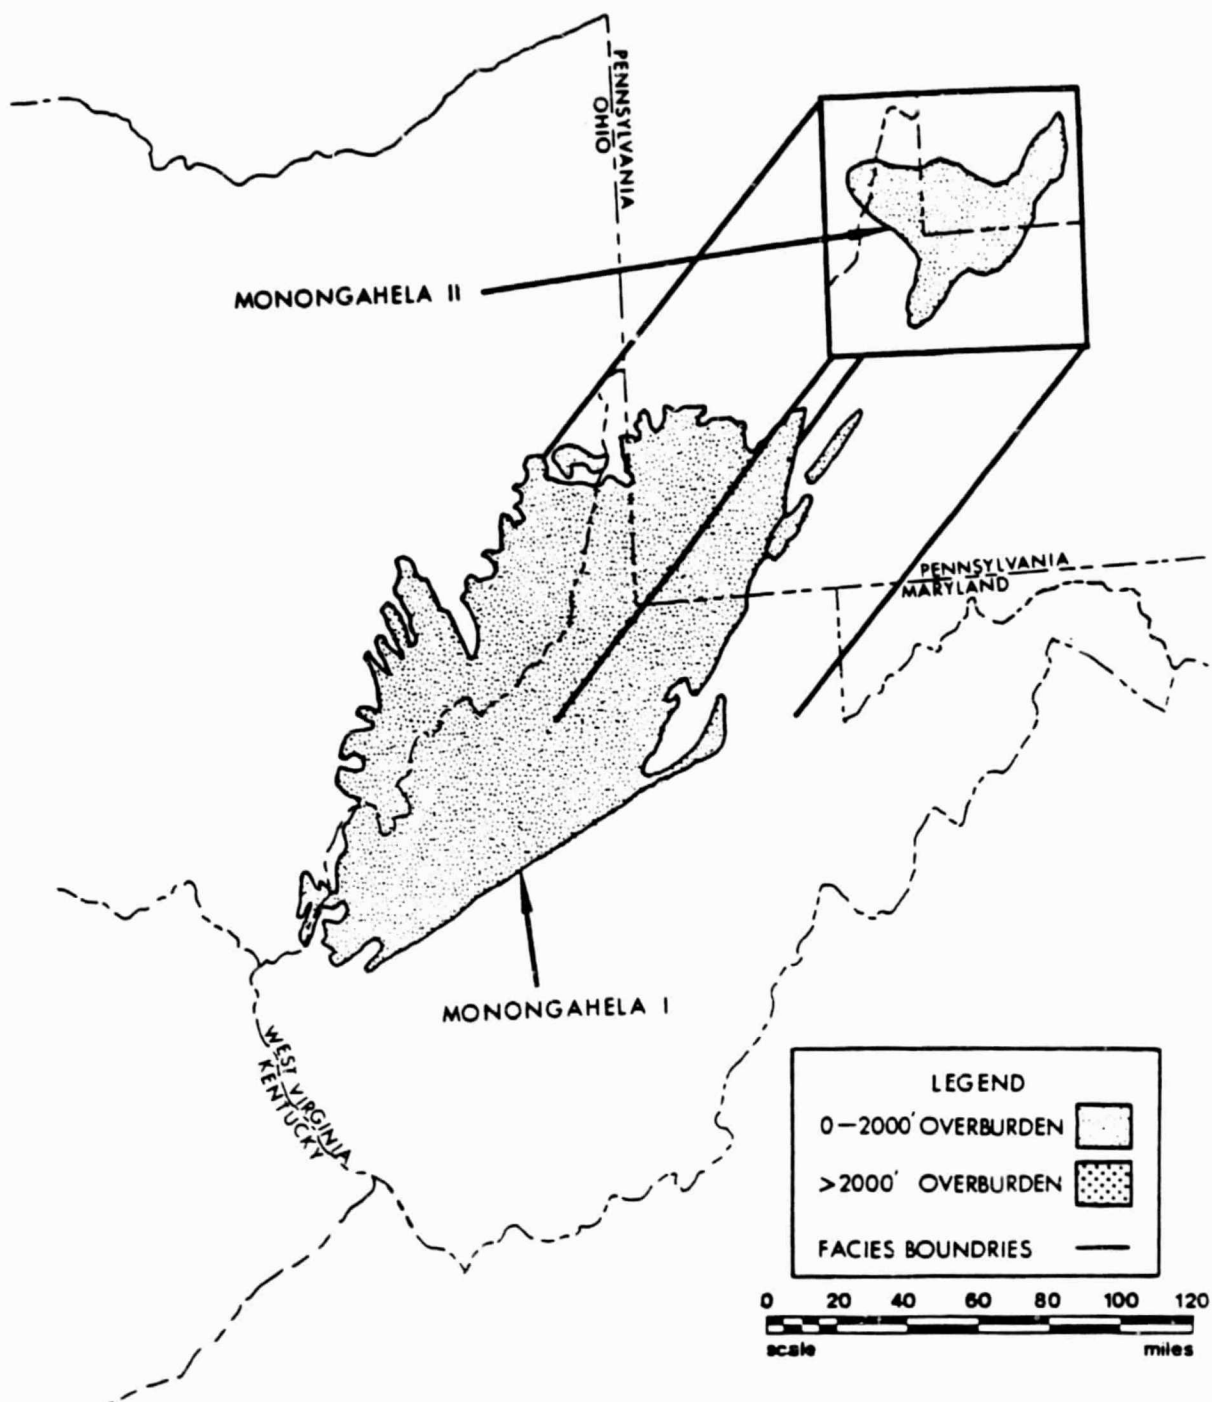 PENNSYLVANIA
OHIO
MONONGAHELA II
PENNSYLVANIA
MARYLAND
MONONGAHELA I
WEST VIRGINIA
KENTUCKY
LEGEND
0-2000' OVERBURDEN
>2000' OVERBURDEN
FACIES BOUNDRIES
0 20 40 60 80 100 120
scale miles